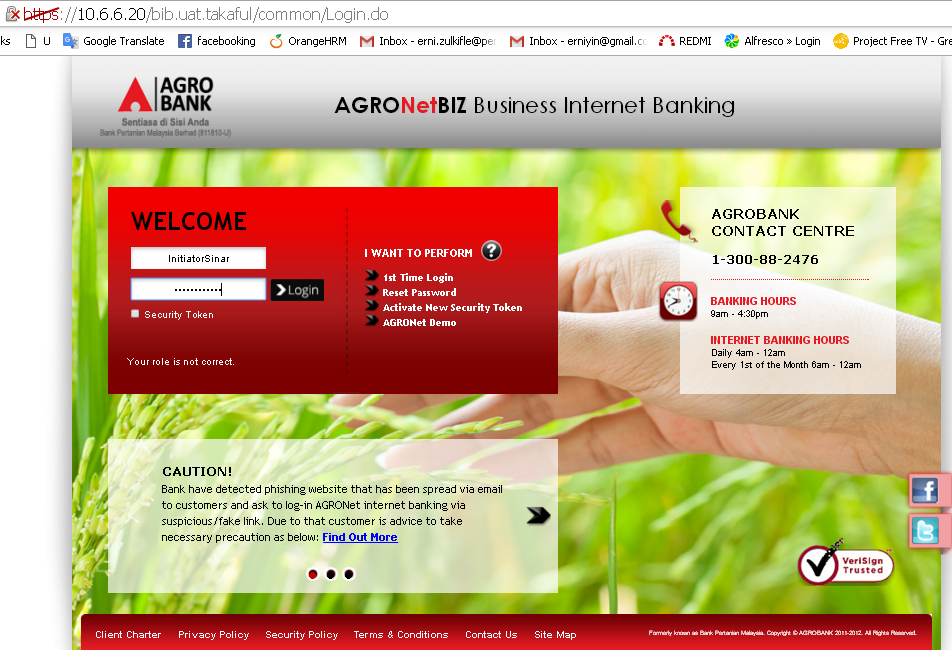 https://10.6.6.20/bib.uat.takaful/common/Login.do
ks U Google Translate facebooking OrangeHRM Inbox - erni.zulkifle@pe Inbox - erniyin@gmail.c REDMI Alfresco » Login Project Free TV - Gre
AGRO
BANK
Sentiasa di Sisi Anda
Bank Pertanian Malaysia Berhad (811810-U)
AGRONetBIZ Business Internet Banking
WELCOME
InitiatorSinar
Login
Security Token
Your role is not correct.
I WANT TO PERFORM ?
1st Time Login
Reset Password
Activate New Security Token
AGRONet Demo
AGROBANK
CONTACT CENTRE
1-300-88-2476
BANKING HOURS
9am - 4:30pm
INTERNET BANKING HOURS
Daily 4am - 12am
Every 1st of the Month 6am - 12am
CAUTION!
Bank have detected phishing website that has been spread via email
to customers and ask to log-in AGRONet internet banking via
suspicious/fake link. Due to that customer is advice to take
necessary precaution as below: Find Out More
f
t
VeriSign
Trusted
Client Charter Privacy Policy Security Policy Terms & Conditions Contact Us Site Map
Formerly known as Bank Pertanian Malaysia. Copyright © AGROBANK 2011-2012. All Rights Reserved.